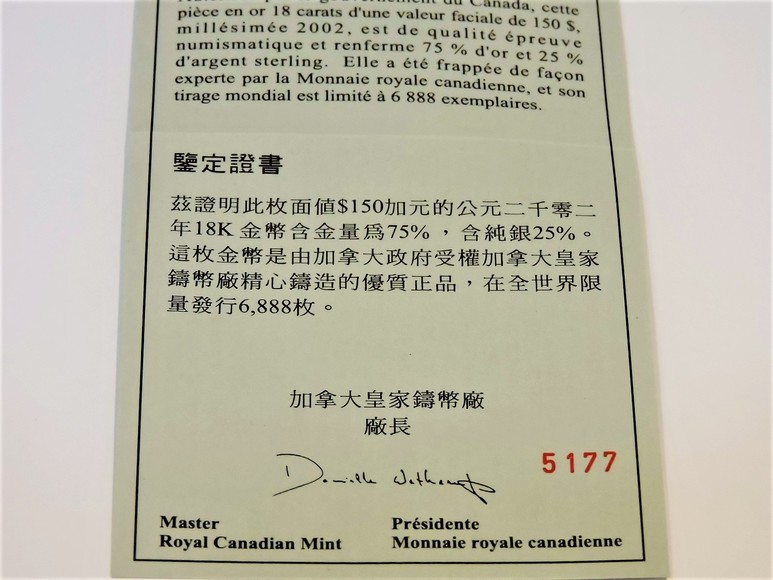 pièce en or 18 carats d'une valeur faciale de 150 $,
millésimée 2002, est de qualité épreuve
numismatique et renferme 75 % d'or et 25 %
d'argent sterling. Elle a été frappée de façon
experte par la Monnaie royale canadienne, et son
tirage mondial est limité à 6 888 exemplaires.
鑒定證書
茲證明此枚面值$150加元的公元二千零二
年18K 金幣含金量爲75%，含純銀25%。
這枚金幣是由加拿大政府受權加拿大皇家
鑄幣廠精心鑄造的優質正品，在全世界限
量發行6,888枚。
加拿大皇家鑄幣廠
廠長
5177
Master
Présidente
Royal Canadian Mint
Monnaie royale canadienne